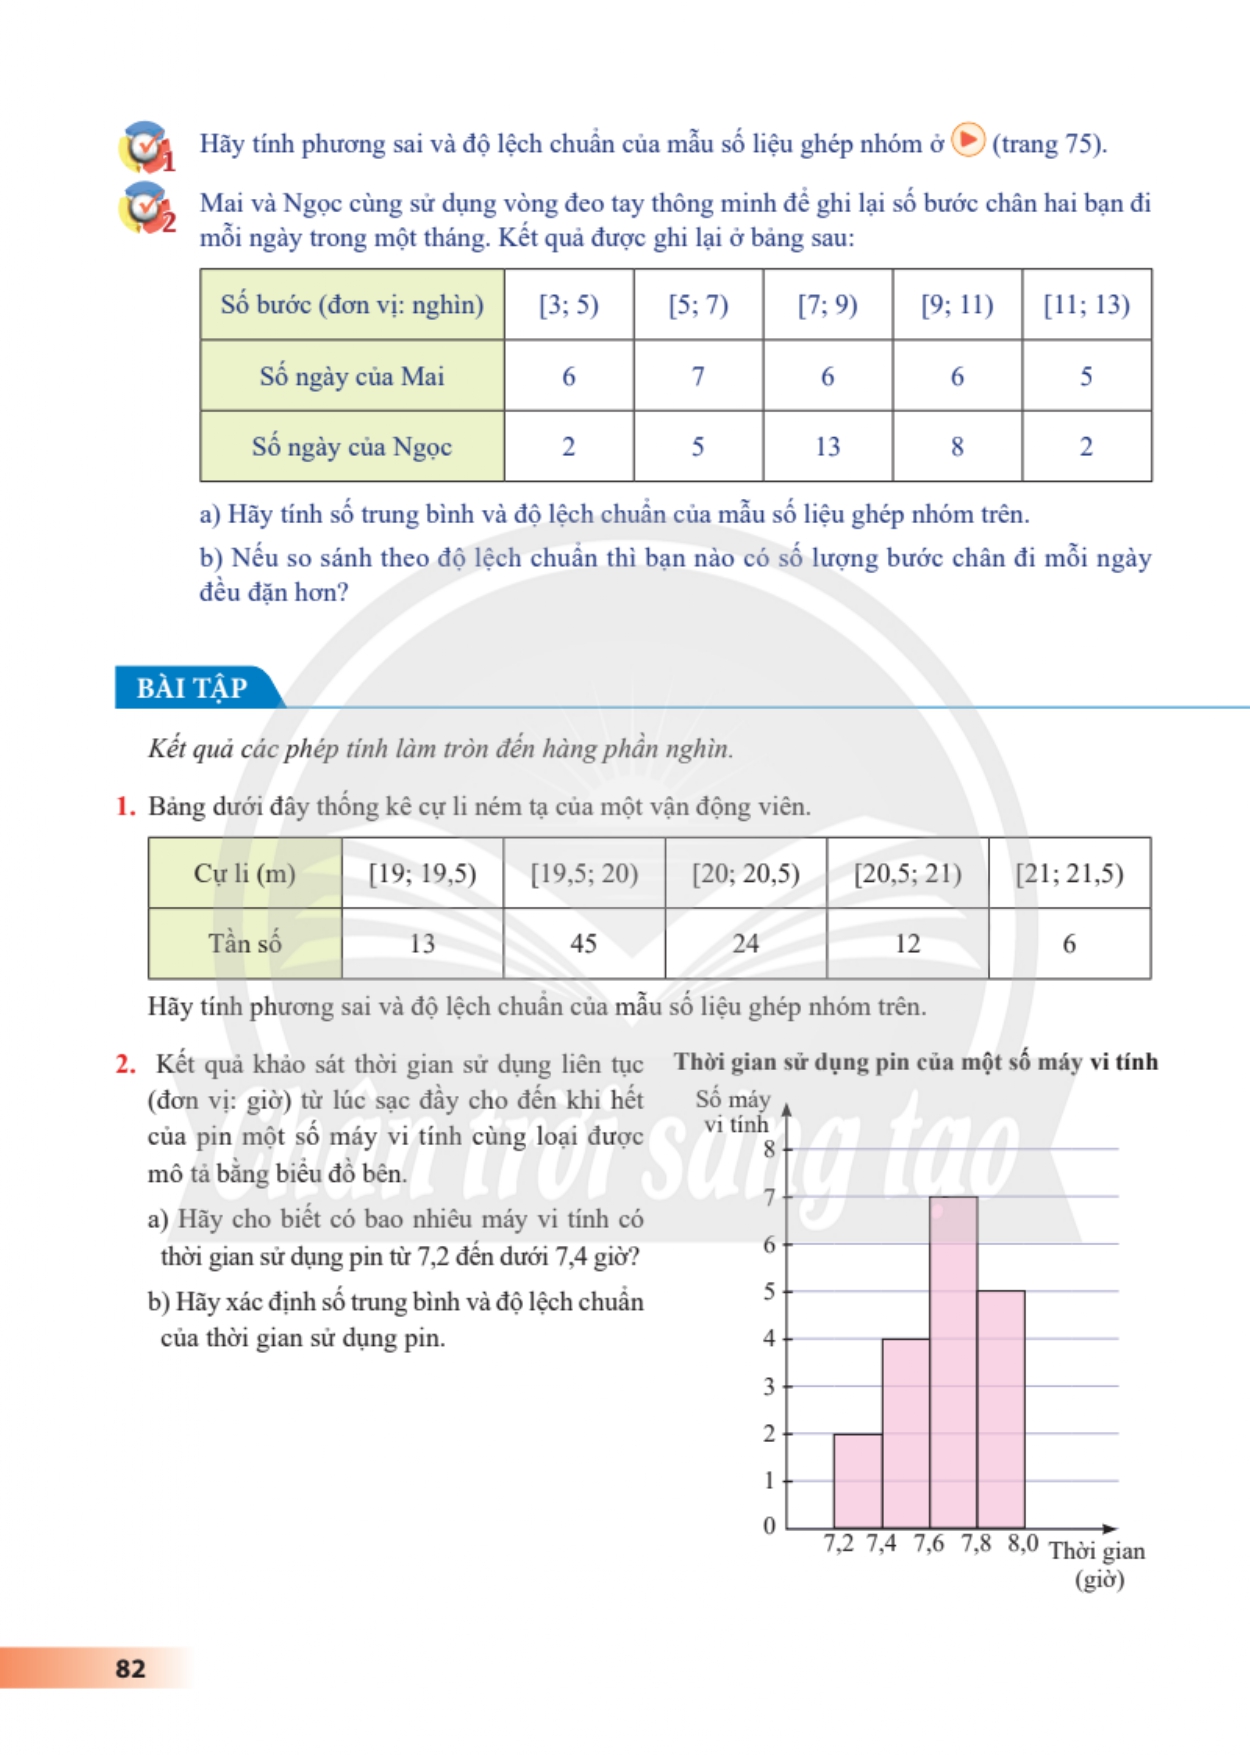 1 Hãy tính phương sai và độ lệch chuẩn của mẫu số liệu ghép nhóm ở (trang 75).
2 Mai và Ngọc cùng sử dụng vòng đeo tay thông minh để ghi lại số bước chân hai bạn đi
mỗi ngày trong một tháng. Kết quả được ghi lại ở bảng sau:
Số bước (đơn vị: nghìn) [3; 5) [5; 7) [7; 9) [9; 11) [11; 13)
Số ngày của Mai 6 7 6 6 5
Số ngày của Ngọc 2 5 13 8 2
a) Hãy tính số trung bình và độ lệch chuẩn của mẫu số liệu ghép nhóm trên.
b) Nếu so sánh theo độ lệch chuẩn thì bạn nào có số lượng bước chân đi mỗi ngày
đều đặn hơn?
BÀI TẬP
Kết quả các phép tính làm tròn đến hàng phần nghìn.
1. Bảng dưới đây thống kê cự li ném tạ của một vận động viên.
Cự li (m) [19; 19,5) [19,5; 20) [20; 20,5) [20,5; 21) [21; 21,5)
Tần số 13 45 24 12 6
Hãy tính phương sai và độ lệch chuẩn của mẫu số liệu ghép nhóm trên.
2. Kết quả khảo sát thời gian sử dụng liên tục
(đơn vị: giờ) từ lúc sạc đầy cho đến khi hết
của pin một số máy vi tính cùng loại được
mô tả bằng biểu đồ bên.
a) Hãy cho biết có bao nhiêu máy vi tính có
thời gian sử dụng pin từ 7,2 đến dưới 7,4 giờ?
b) Hãy xác định số trung bình và độ lệch chuẩn
của thời gian sử dụng pin.
Thời gian sử dụng pin của một số máy vi tính
Số máy
vi tính
8
7
6
5
4
3
2
1
0
7,2 7,4 7,6 7,8 8,0 Thời gian
(giờ)
Chân trời sáng tạo
82